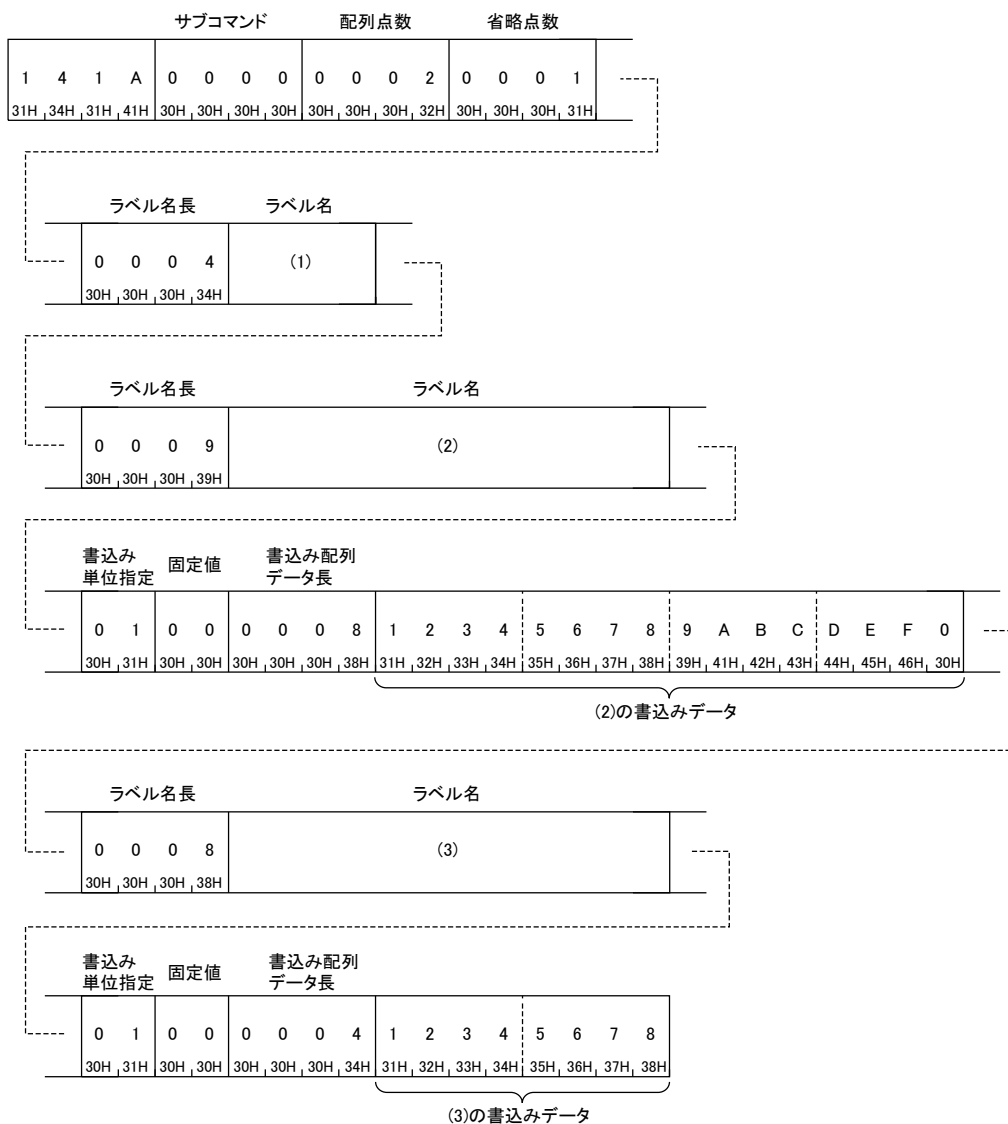 サブコマンド 配列点数 省略点数
1 4 1 A 0 0 0 0 0 0 0 2 0 0 0 1
31H 34H 31H 41H 30H 30H 30H 30H 30H 30H 30H 32H 30H 30H 30H 31H
ラベル名長 ラベル名
0 0 0 4 (1)
30H 30H 30H 34H
ラベル名長 ラベル名
0 0 0 9 (2)
30H 30H 30H 39H
書込み 書込み配列
単位指定 固定値 データ長
0 1 0 0 0 0 0 8 1 2 3 4 5 6 7 8 9 A B C D E F 0
30H 31H 30H 30H 30H 30H 30H 38H 31H 32H 33H 34H 35H 36H 37H 38H 39H 41H 42H 43H 44H 45H 46H 30H
(2)の書込みデータ
ラベル名長 ラベル名
0 0 0 8 (3)
30H 30H 30H 38H
書込み 書込み配列
単位指定 固定値 データ長
0 1 0 0 0 0 0 4 1 2 3 4 5 6 7 8
30H 31H 30H 30H 30H 30H 30H 34H 31H 32H 33H 34H 35H 36H 37H 38H
(3)の書込みデータ